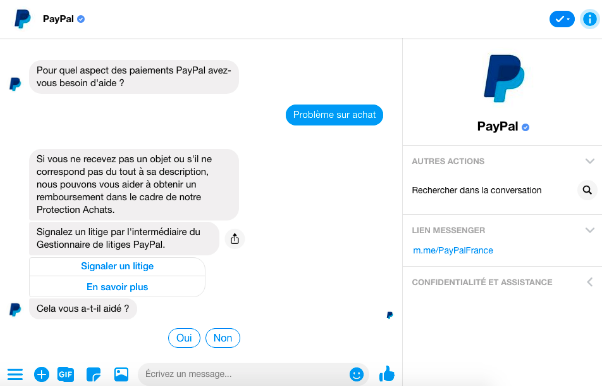 PayPal
Pour quel aspect des paiements PayPal avez-
vous besoin d'aide ?
Problème sur achat
Si vous ne recevez pas un objet ou s'il ne
correspond pas du tout à sa description,
nous pouvons vous aider à obtenir un
remboursement dans le cadre de notre
Protection Achats.
Signalez un litige par l'intermédiaire du
Gestionnaire de litiges PayPal.
Signaler un litige
En savoir plus
Cela vous a-t-il aidé ?
Oui
Non
GIF
Écrivez un message...
PayPal
AUTRES ACTIONS
Rechercher dans la conversation
LIEN MESSENGER
m.me/PayPalFrance
CONFIDENTIALITÉ ET ASSISTANCE